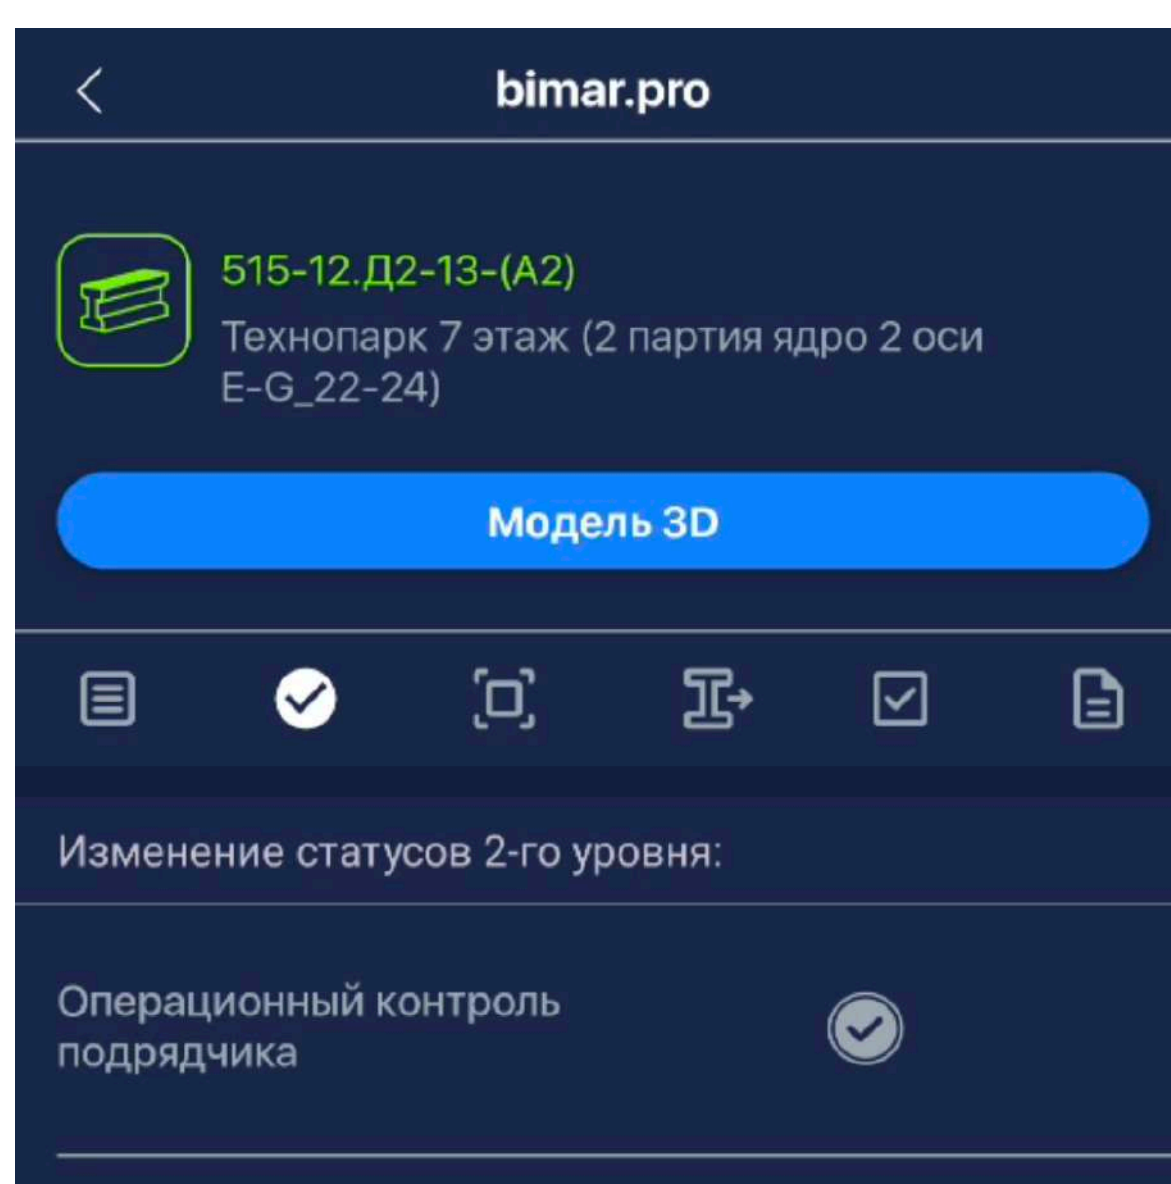 bimar.pro
515-12.Д2-13-(А2)
Технопарк 7 этаж (2 партия ядро 2 оси
E-G_22-24)
Модель 3D
Изменение статусов 2-го уровня:
Операционный контроль
подрядчика